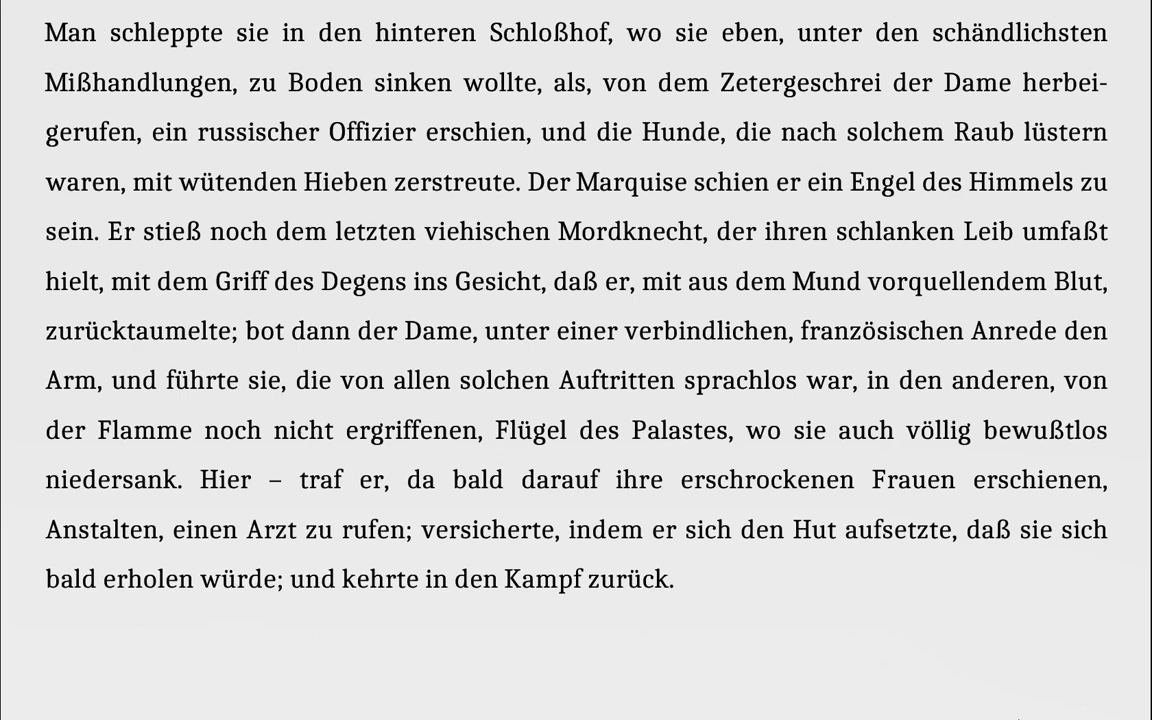 Man schleppte sie in den hinteren Schloßhof, wo sie eben, unter den schändlichsten
Mißhandlungen, zu Boden sinken wollte, als, von dem Zetergeschrei der Dame herbei-
gerufen, ein russischer Offizier erschien, und die Hunde, die nach solchem Raub lüstern
waren, mit wütenden Hieben zerstreute. Der Marquise schien er ein Engel des Himmels zu
sein. Er stieß noch dem letzten viehischen Mordknecht, der ihren schlanken Leib umfaßt
hielt, mit dem Griff des Degens ins Gesicht, daß er, mit aus dem Mund vorquellendem Blut,
zurücktaumelte; bot dann der Dame, unter einer verbindlichen, französischen Anrede den
Arm, und führte sie, die von allen solchen Auftritten sprachlos war, in den anderen, von
der Flamme noch nicht ergriffenen, Flügel des Palastes, wo sie auch völlig bewußtlos
niedersank. Hier – traf er, da bald darauf ihre erschrockenen Frauen erschienen,
Anstalten, einen Arzt zu rufen; versicherte, indem er sich den Hut aufsetzte, daß sie sich
bald erholen würde; und kehrte in den Kampf zurück.